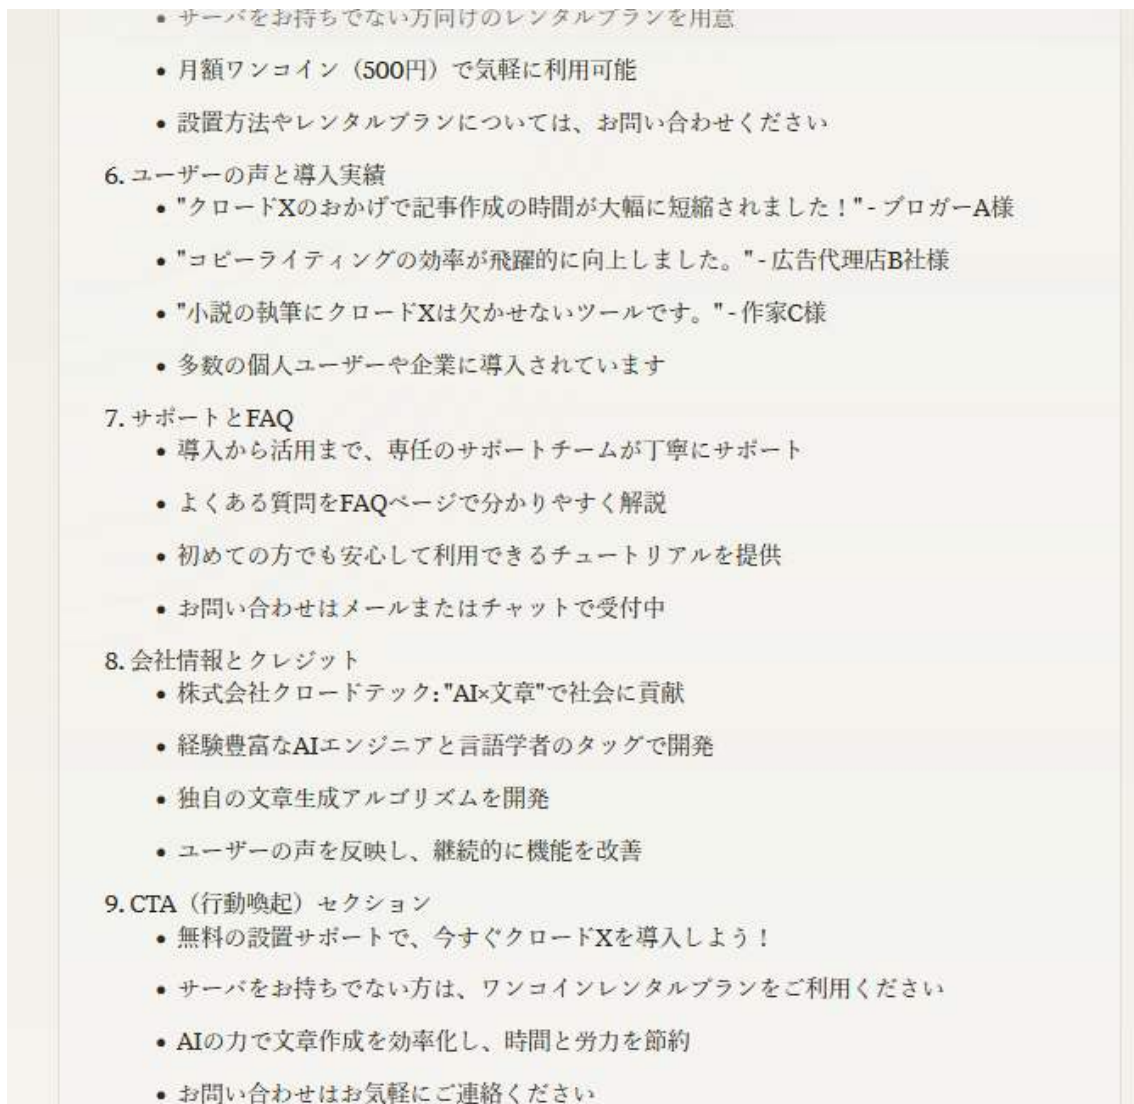 • サーバをお持ちでない方向けのレンタルプランを用意
• 月額ワンコイン（500円）で気軽に利用可能
• 設置方法やレンタルプランについては、お問い合わせください
6. ユーザーの声と導入実績
• "クロードXのおかげで記事作成の時間が大幅に短縮されました！" - ブロガーA様
• "コピーライティングの効率が飛躍的に向上しました。" - 広告代理店B社様
• "小説の執筆にクロードXは欠かせないツールです。" - 作家C様
• 多数の個人ユーザーや企業に導入されています
7. サポートとFAQ
• 導入から活用まで、専任のサポートチームが丁寧にサポート
• よくある質問をFAQページで分かりやすく解説
• 初めての方でも安心して利用できるチュートリアルを提供
• お問い合わせはメールまたはチャットで受付中
8. 会社情報とクレジット
• 株式会社クロードテック: "AI×文章"で社会に貢献
• 経験豊富なAIエンジニアと言語学者のタッグで開発
• 独自の文章生成アルゴリズムを開発
• ユーザーの声を反映し、継続的に機能を改善
9. CTA（行動喚起）セクション
• 無料の設置サポートで、今すぐクロードXを導入しよう！
• サーバをお持ちでない方は、ワンコインレンタルプランをご利用ください
• AIの力で文章作成を効率化し、時間と労力を節約
• お問い合わせはお気軽にご連絡ください